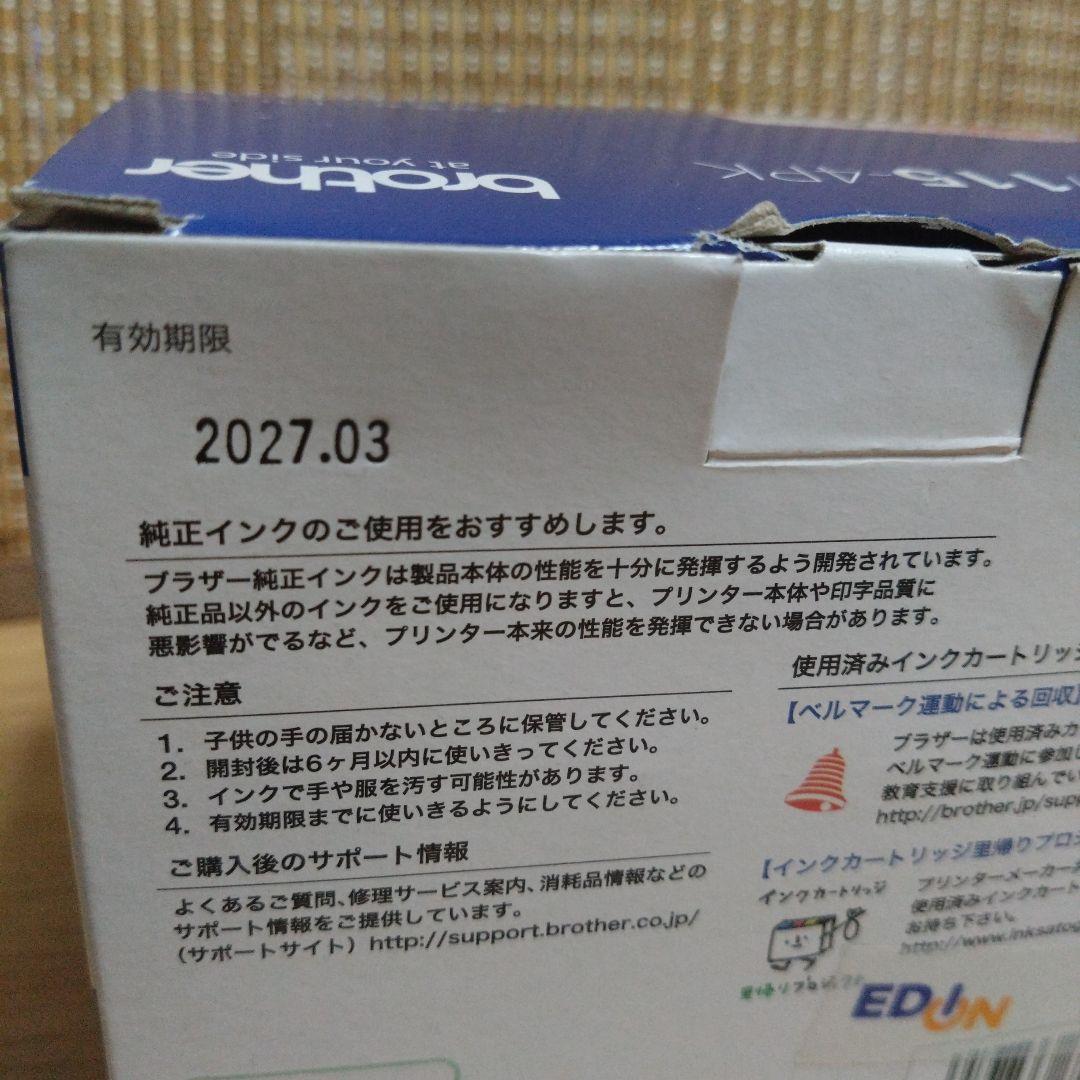 brother
at your side
115-4PK
有効期限
2027.03
純正インクのご使用をおすすめします。
ブラザー純正インクは製品本体の性能を十分に発揮するよう開発されています。
純正品以外のインクをご使用になりますと、プリンター本体や印字品質に
悪影響がでるなど、プリンター本来の性能を発揮できない場合があります。
ご注意
1. 子供の手の届かないところに保管してください。
2. 開封後は6ヶ月以内に使いきってください。
3. インクで手や服を汚す可能性があります。
4. 有効期限までに使いきるようにしてください。
ご購入後のサポート情報
よくあるご質問、修理サービス案内、消耗品情報などの
サポート情報をご提供しています。
（サポートサイト）http://support.brother.co.jp/
使用済みインクカートリッジ
【ベルマーク運動による回収】
ブラザーは使用済みカ
ベルマーク運動に参加し
教育支援に取り組んでい
http://brother.jp/supp
【インクカートリッジ里帰りプロジ
インクカートリッジ
プリンターメーカー
使用済みインクカート
お持ち下さい。
http://www.inksatog
EDION